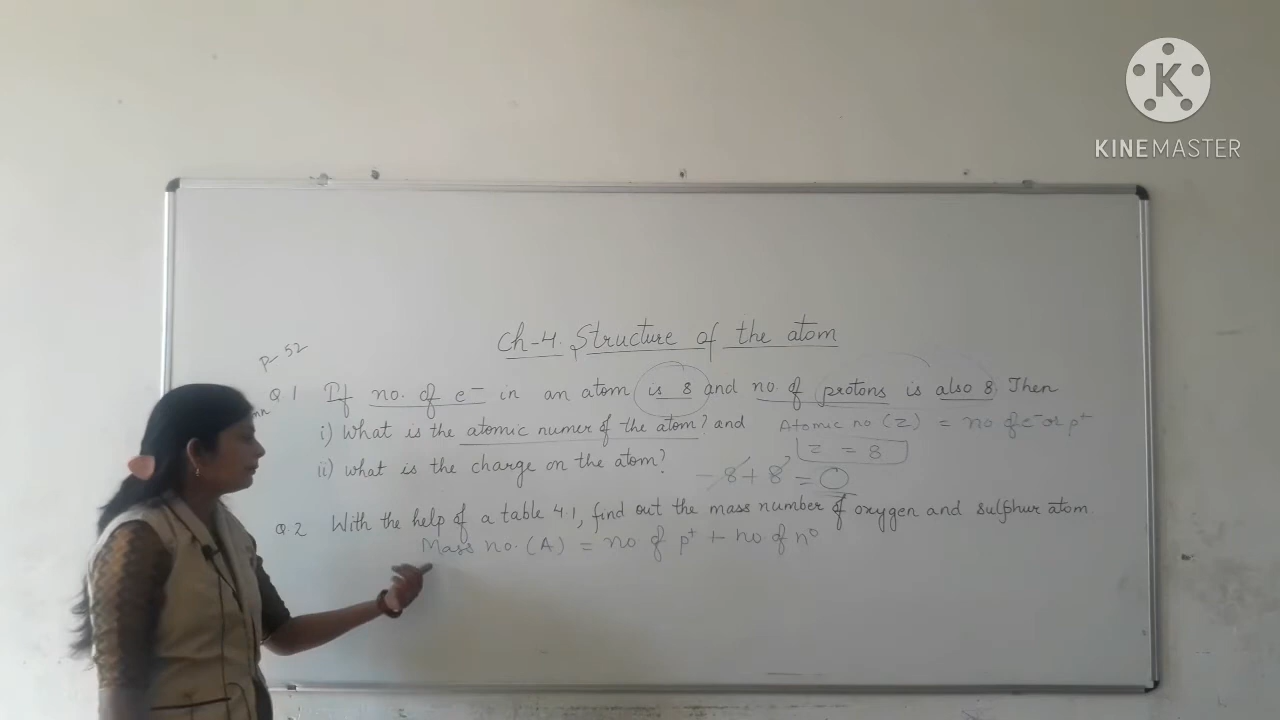 K
KINEMASTER
Ch-4. Structure of the atom
P-52
Q.1 If no. of e⁻ in an atom is 8 and no. of protons is also 8 Then
i) What is the atomic numer of the atom? and Atomic no (Z) = no of e⁻ or p⁺
z = 8
ii) what is the charge on the atom?
- 8 + 8 = 0
Q.2 With the help of a table 4.1, find out the mass number of oxygen and sulphur atom.
Mass no. (A) = no of p⁺ + no of n⁰